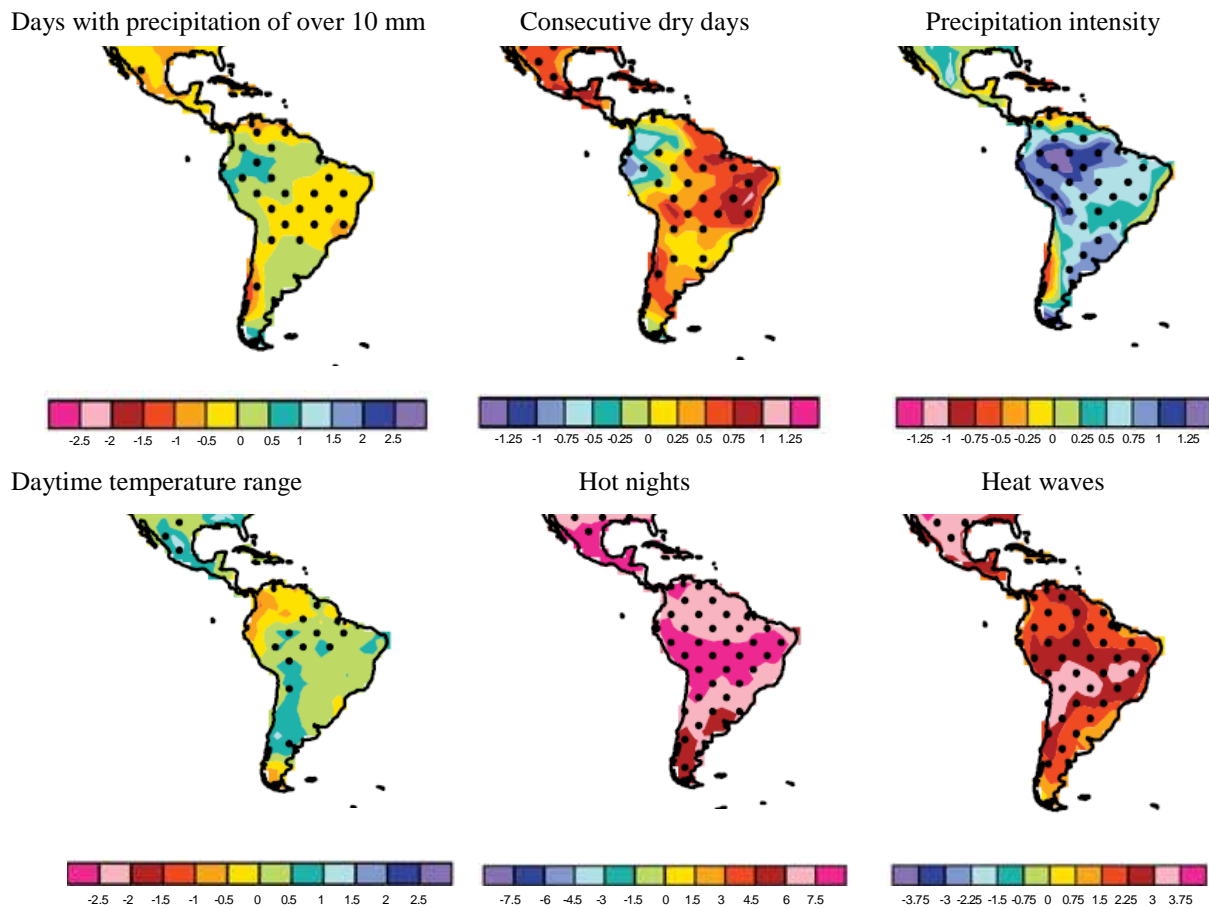 Days with precipitation of over 10 mm
Consecutive dry days
Precipitation intensity
-2.5 -2 -1.5 -1 -0.5 0 0.5 1 1.5 2 2.5
-1.25 -1 -0.75 -0.5 -0.25 0 0.25 0.5 0.75 1 1.25
-1.25 -1 -0.75 -0.5 -0.25 0 0.25 0.5 0.75 1 1.25
Daytime temperature range
Hot nights
Heat waves
-2.5 -2 -1.5 -1 -0.5 0 0.5 1 1.5 2 2.5
-7.5 -6 -4.5 -3 -1.5 0 1.5 3 4.5 6 7.5
-3.75 -3 -2.25 -1.5 -0.75 0 0.75 1.5 2.25 3 3.75